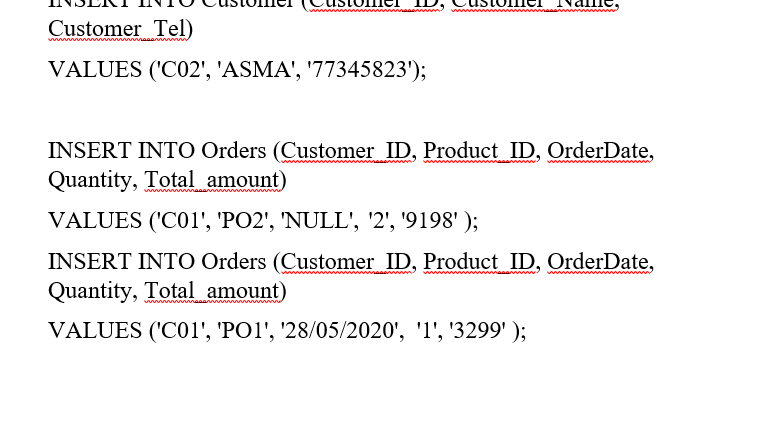 INSERT INTO Customer (Customer_ID, Customer_Name,
Customer_Tel)
VALUES ('C02', 'ASMA', '77345823');
INSERT INTO Orders (Customer_ID, Product_ID, OrderDate,
Quantity, Total_amount)
VALUES ('C01', 'PO2', 'NULL', '2', '9198' );
INSERT INTO Orders (Customer_ID, Product_ID, OrderDate,
Quantity, Total_amount)
VALUES ('C01', 'PO1', '28/05/2020', '1', '3299' );